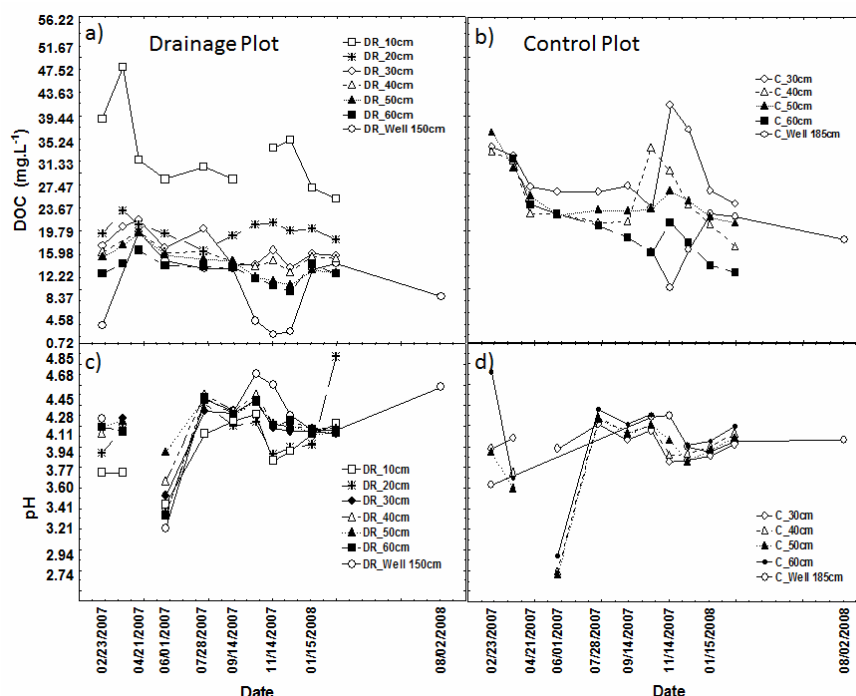 a) Drainage Plot
DR_10cm
DR_20cm
DR_30cm
DR_40cm
DR_50cm
DR_60cm
DR_Well 150cm
b) Control Plot
C_30cm
C_40cm
C_50cm
C_60cm
C_Well 185cm
DOC (mg.L-1)
56.22
51.67
47.52
43.63
39.44
35.24
31.33
27.47
23.67
19.79
15.98
12.22
8.37
4.58
0.72
c)
DR_10cm
DR_20cm
DR_30cm
DR_40cm
DR_50cm
DR_60cm
DR_Well 150cm
d)
C_30cm
C_40cm
C_50cm
C_60cm
C_Well 185cm
pH
4.85
4.68
4.45
4.28
4.11
3.94
3.77
3.60
3.41
3.21
2.94
2.74
02/23/2007
04/21/2007
06/01/2007
07/28/2007
09/14/2007
11/14/2007
01/15/2008
08/02/2008
Date
02/23/2007
04/21/2007
06/01/2007
07/28/2007
09/14/2007
11/14/2007
01/15/2008
08/02/2008
Date